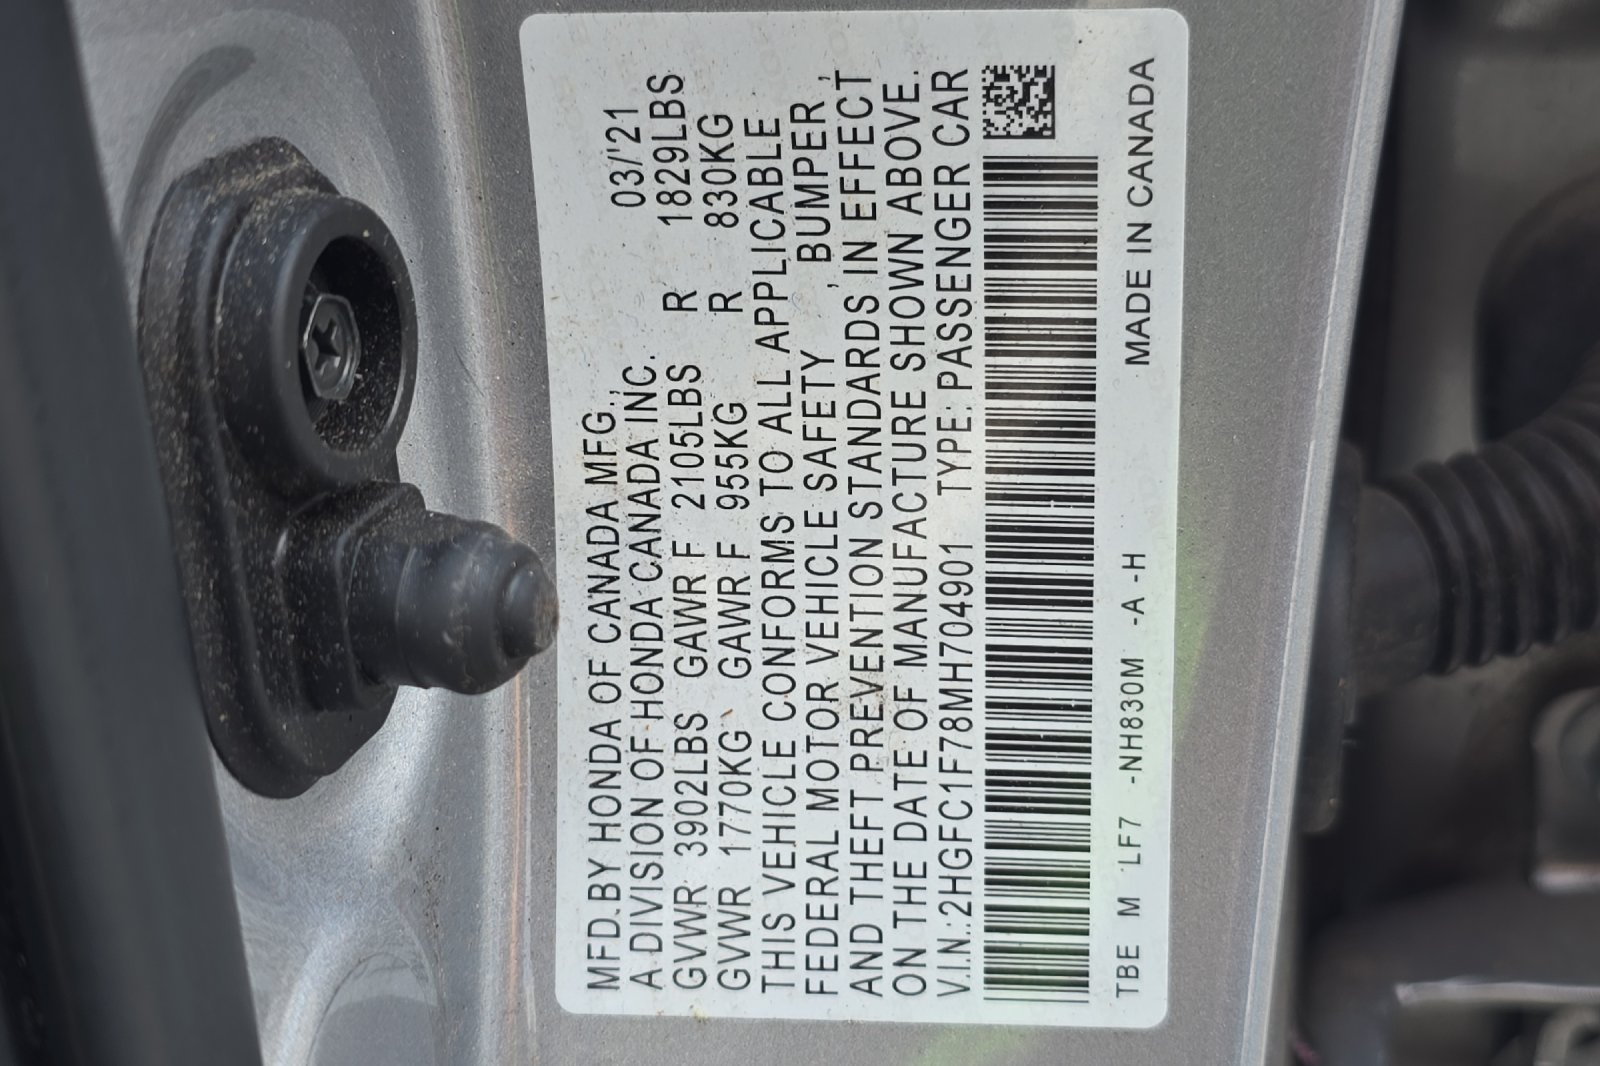 MFD.BY HONDA OF CANADA MFG.,
A DIVISION OF HONDA CANADA INC. 03/'21
GVWR 3902LBS GAWR F 2105LBS R 1829LBS
GVWR 1770KG GAWR F 955KG R 830KG
THIS VEHICLE CONFORMS TO ALL APPLICABLE
FEDERAL MOTOR VEHICLE SAFETY , BUMPER ,
AND THEFT PREVENTION STANDARDS IN EFFECT
ON THE DATE OF MANUFACTURE SHOWN ABOVE.
V.I.N.:2HGFC1F78MH704901 TYPE: PASSENGER CAR
TBE M LF7 -NH830M -A -H MADE IN CANADA